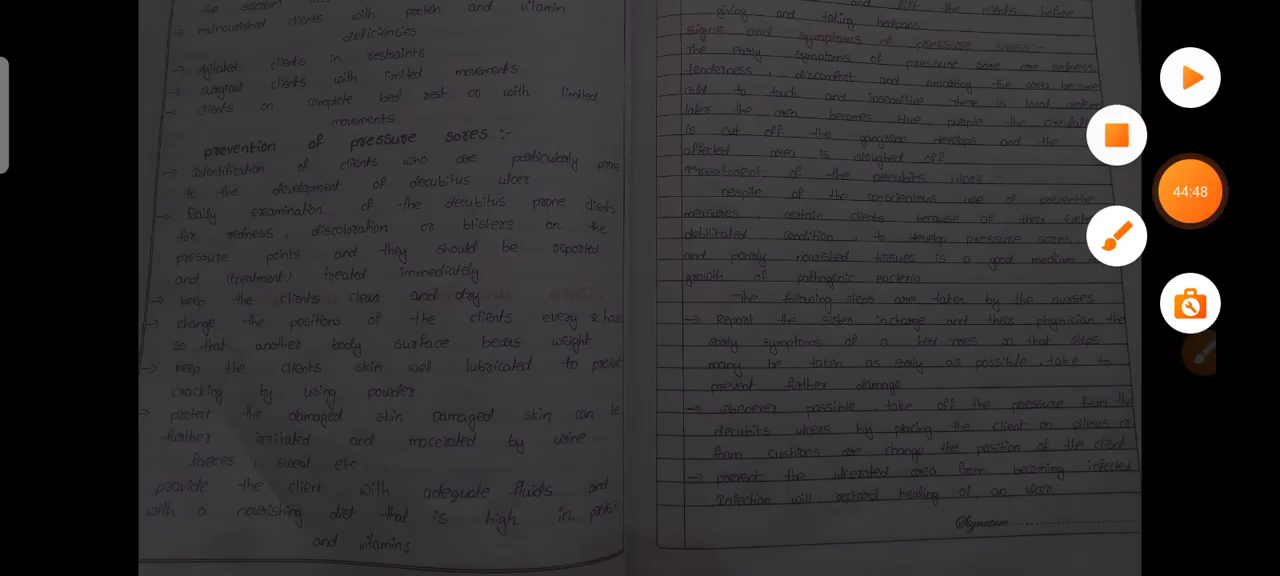 the sacrum
→ malnourished clients with protein and vitamin
deficiencies
→ Agitated clients in restraints
→ surgical clients with limited movements
→ clients on complete bed rest or with limited
movements
prevention of pressure sores :-
→ Identification of clients who are particularly prone
to the development of decubitus ulcer
→ Daily examination of the decubitus prone clients
for redness, discoloration or blisters on the
pressure points and they should be reported
and (treatment) treated immediately
→ keep the clients clean and dry
→ change the positions of the clients every 2 hours
so that another body surface bears weight
→ keep the clients skin well lubricated to prevent
cracking by using powder
→ protect the damaged skin Damaged skin can be
further irritated and macerated by urine,
faeces, sweat etc
provide the client with adequate fluids and
with a nourishing diet that is high in protein
and vitamins
and lift the clients before
giving and taking bedpans
signs and symptoms of pressure sores :-
The early symptoms of pressure sore are redness
tenderness, discomfort and smarting the area becomes
cold to touch and insensitive There is local oedema
later the area becomes blue, purple the circulation
is cut off the gangrene develops and the
affected area is sloughed off
Threatment of the decubits ulcer :-
Despite of the conscientous use of preventive
measures, certain clients because of their
debilitated condition, to develop pressure sores.
and poorly nourished tissues is a good medium
growth of pathogenic bacteria
The following steps are taken by the nurses
→ Report the sister incharge and their physician the
early symptoms of a bed sores so that steps
many be taken as early as possible, take to
prevent further damage
→ whenever possible, take off the pressure from the
decubits ulcers by placing the client on pillows or
foam cushions are change the position of the client
→ prevent the ulcerated area from becoming infected
Infection will retard healing of an ulcer
Signature
44:48